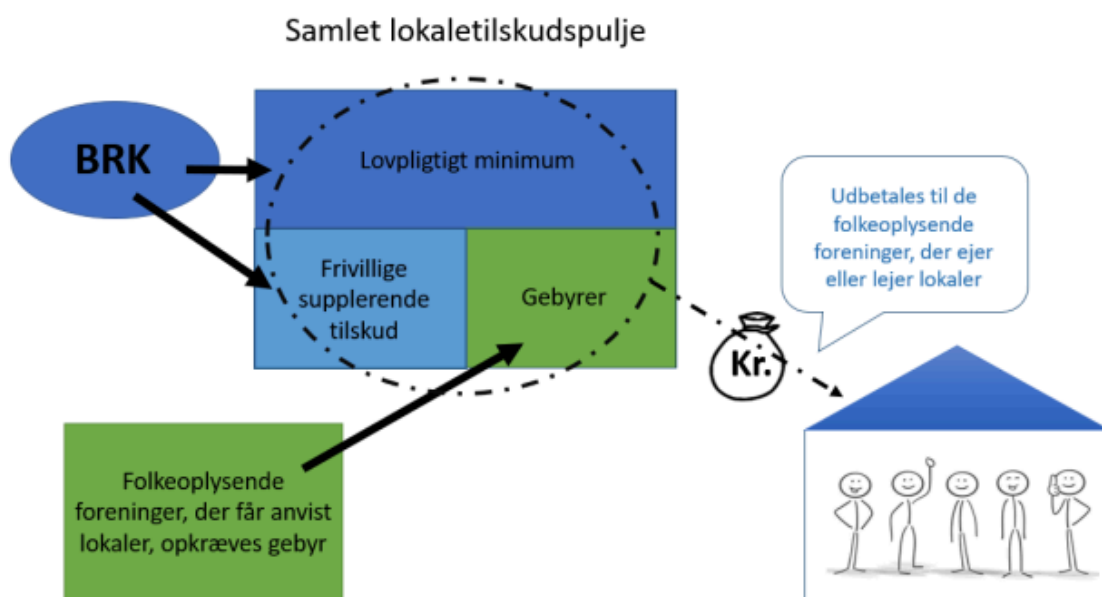 Samlet lokaletilskudspulje
BRK
Lovpligtigt minimum
Frivillige
supplerende
tilskud
Gebyrer
Udbetales til de
folkeoplysende
foreninger, der ejer
eller lejer lokaler
Kr.
Folkeoplysende
foreninger, der får anvist
lokaler, opkræves gebyr